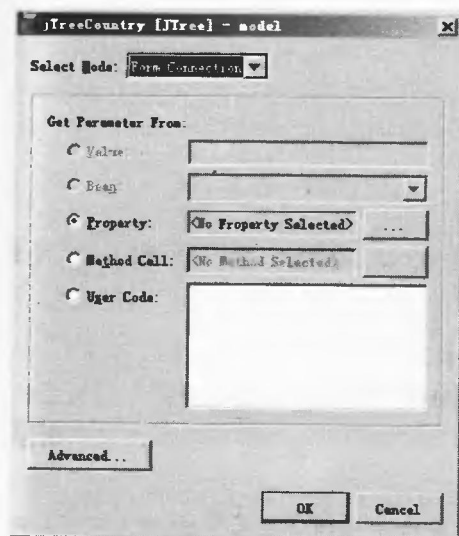 jTreeCountry [JTree] - model
Select Mode: Form Connection
Get Parameter From:
Value:
Bean
Property: <No Property Selected> ...
Method Call: <No Method Selected> ...
User Code:
Advanced...
OK Cancel